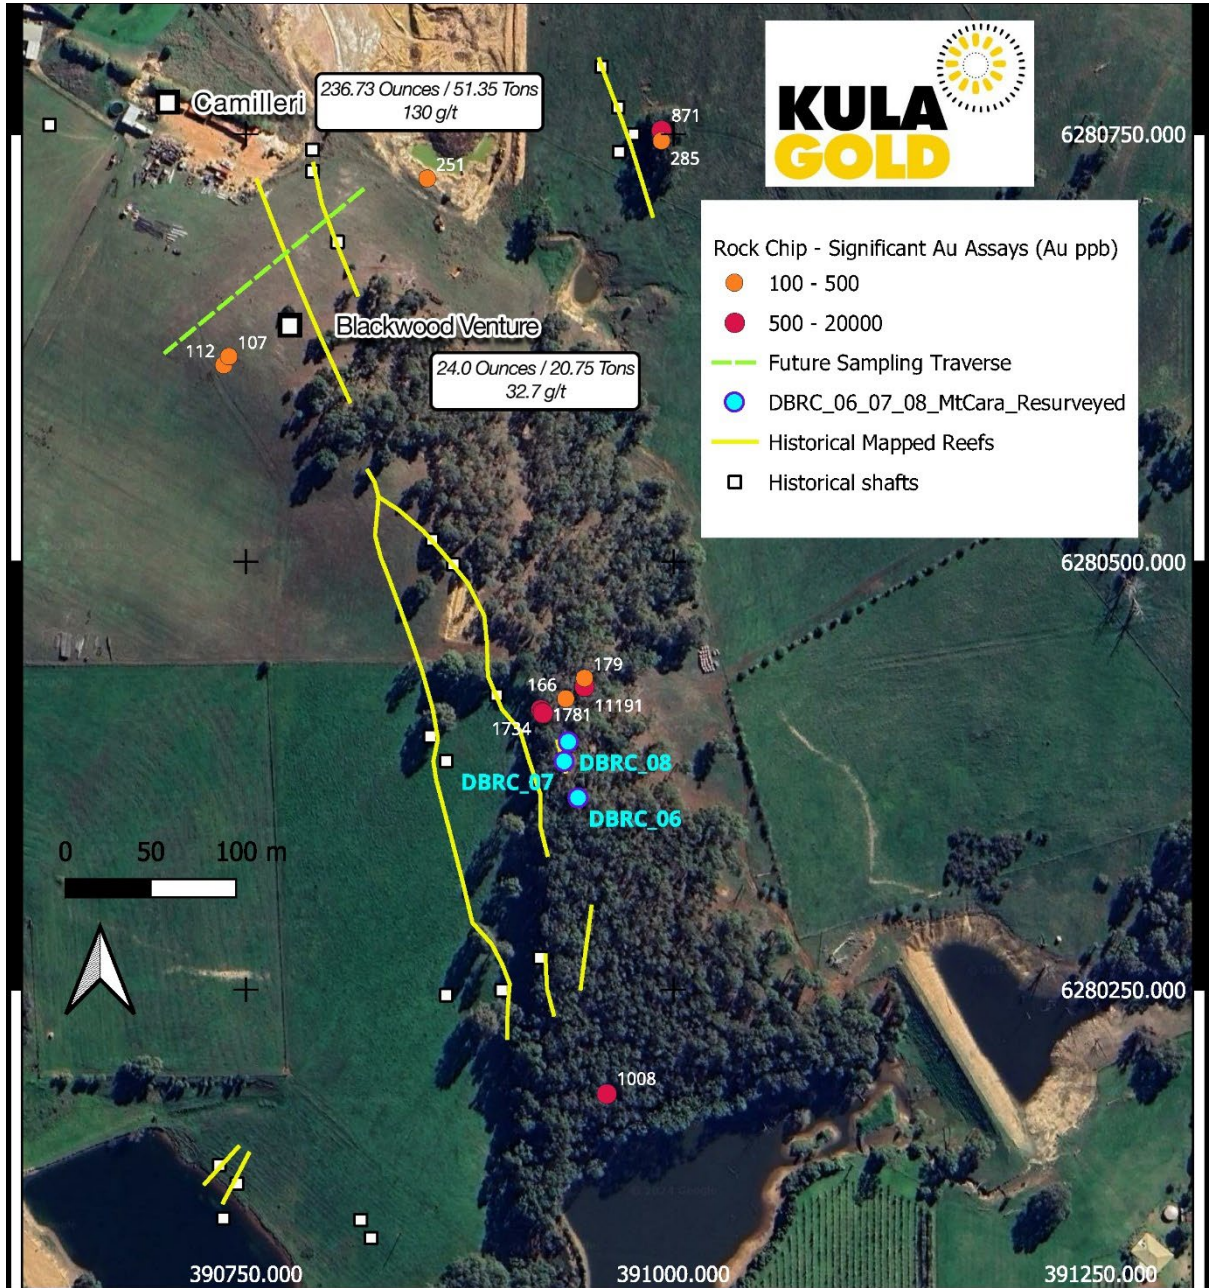 Camilleri
236.73 Ounces / 51.35 Tons
130 g/t
KULA
GOLD
871
285
6280750.000
251
Rock Chip - Significant Au Assays (Au ppb)
100 - 500
500 - 20000
Future Sampling Traverse
DBRC_06_07_08_MtCara_Resurveyed
Historical Mapped Reefs
Historical shafts
Blackwood Venture
112
107
24.0 Ounces / 20.75 Tons
32.7 g/t
6280500.000
179
166
11191
1781
1734
DBRC_08
DBRC_07
DBRC_06
0 50 100 m
6280250.000
1008
390750.000
391000.000
391250.000